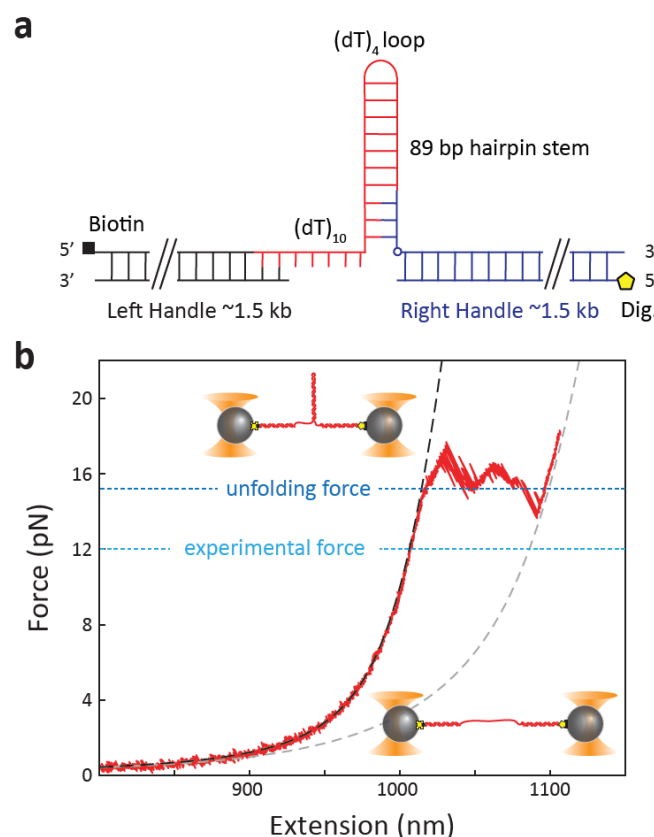 a
(dT)4 loop
89 bp hairpin stem
Biotin
(dT)10
5’
3’
3
5
Left Handle ~1.5 kb
Right Handle ~1.5 kb
Dig.
b
20
16
12
8
4
0
unfolding force
experimental force
Force (pN)
900
1000
1100
Extension (nm)